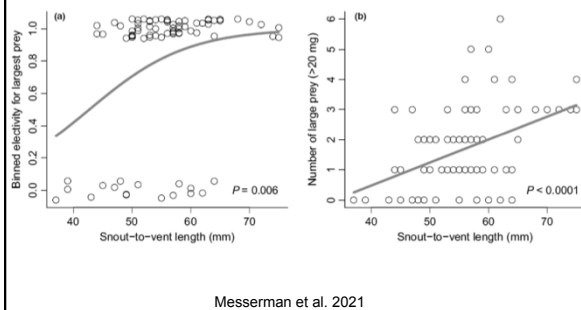 (a)
Binned electivity for largest prey
1.0
0.8
0.6
0.4
0.2
0.0
P = 0.006
40 50 60 70
Snout-to-vent length (mm)
(b)
Number of large prey (>20 mg)
6
5
4
3
2
1
0
P < 0.0001
40 50 60 70
Snout-to-vent length (mm)
Messerman et al. 2021